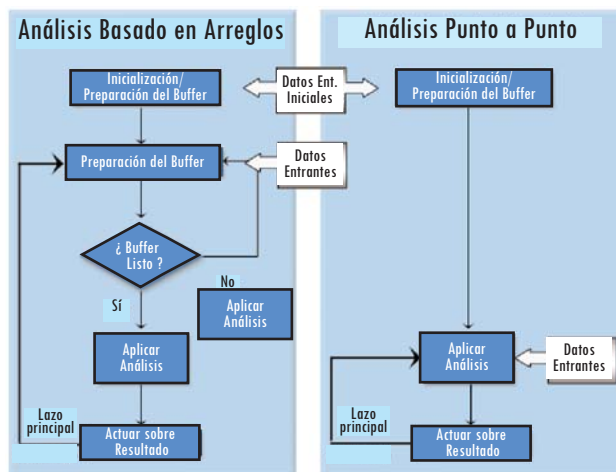 Análisis Basado en Arreglos
Inicialización/
Preparación del Buffer
Preparación del Buffer
¿ Buffer
Listo ?
No
Sí
Aplicar
Análisis
Aplicar
Análisis
Lazo
principal
Actuar sobre
Resultado
Datos Ent.
Iniciales
Datos
Entrantes
Análisis Punto a Punto
Inicialización/
Preparación del Buffer
Aplicar
Análisis
Datos
Entrantes
Lazo
principal
Actuar sobre
Resultado